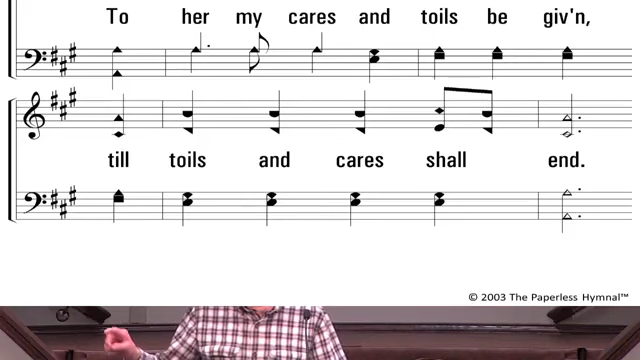 To her my cares and toils be giv'n,
till toils and cares shall end.
© 2003 The Paperless Hymnal™